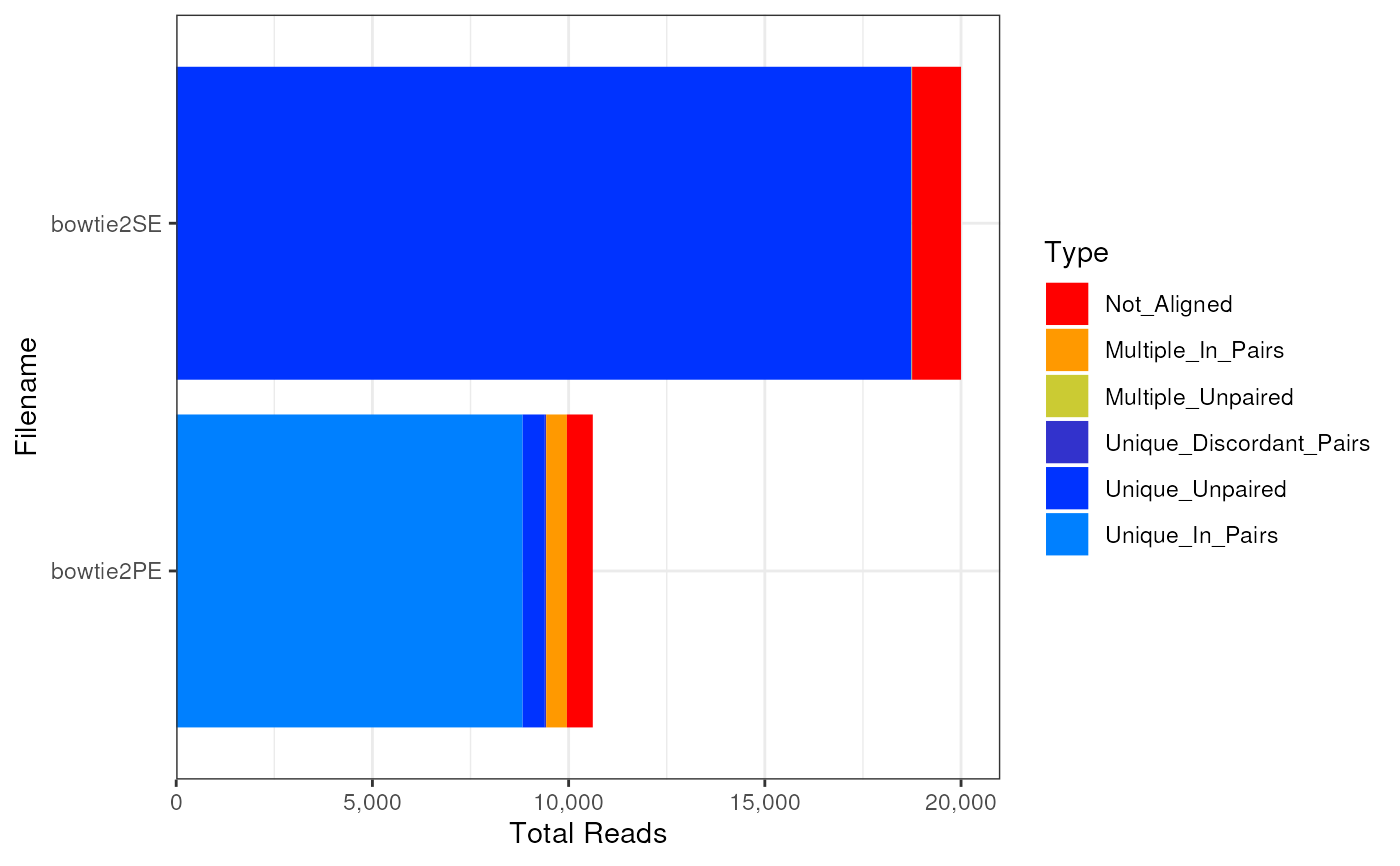 Filename
bowtie2SE
bowtie2PE
0 5,000 10,000 15,000 20,000
Total Reads
Type
Not_Aligned
Multiple_In_Pairs
Multiple_Unpaired
Unique_Discordant_Pairs
Unique_Unpaired
Unique_In_Pairs